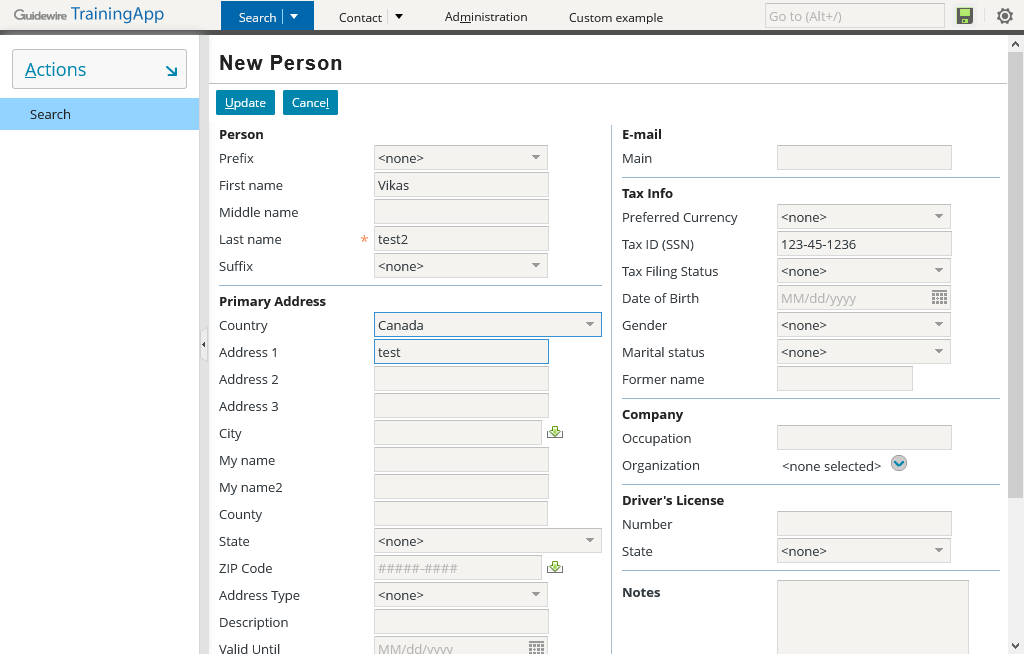 Guidewire TrainingApp
Search
Contact
Administration
Custom example
Go to (Alt+/)
Actions
Search
New Person
Update
Cancel
Person
Prefix
<none>
First name
Vikas
Middle name
Last name
* test2
Suffix
<none>
Primary Address
Country
Canada
Address 1
test
Address 2
Address 3
City
My name
My name2
County
State
<none>
ZIP Code
#####-####
Address Type
<none>
Description
Valid Until
MM/dd/yyyy
E-mail
Main
Tax Info
Preferred Currency
<none>
Tax ID (SSN)
123-45-1236
Tax Filing Status
<none>
Date of Birth
MM/dd/yyyy
Gender
<none>
Marital status
<none>
Former name
Company
Occupation
Organization
<none selected>
Driver's License
Number
State
<none>
Notes